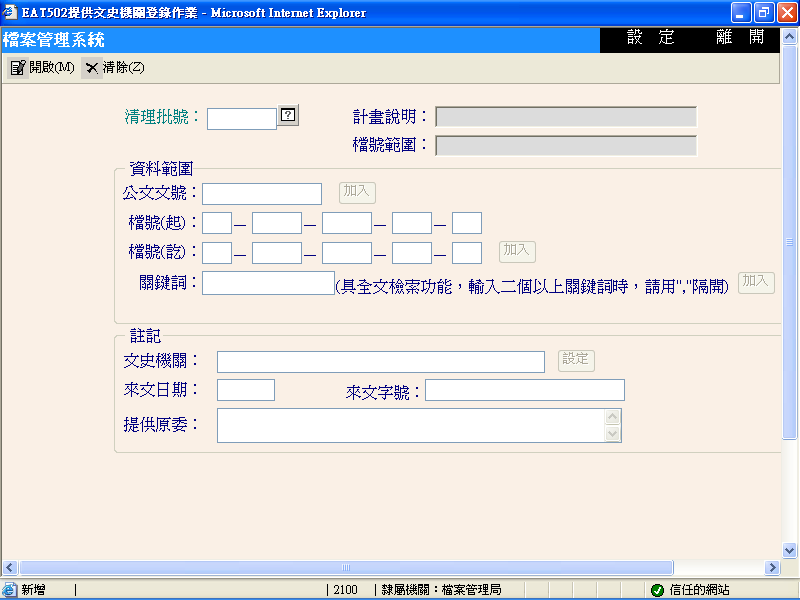 EAT502提供文史機關登錄作業 - Microsoft Internet Explorer
檔案管理系統 設 定 離 開
開啟(M) 清除(Z)
清理批號： ? 計畫說明：
檔號範圍：
資料範圍
公文文號： 加入
檔號(起)： — — — —
檔號(訖)： — — — — 加入
關鍵詞： (具全文檢索功能，輸入二個以上關鍵詞時，請用","隔開) 加入
註記
文史機關： 設定
來文日期： 來文字號：
提供原委：
新增 | | 2100 | 隸屬機關：檔案管理局 信任的網站